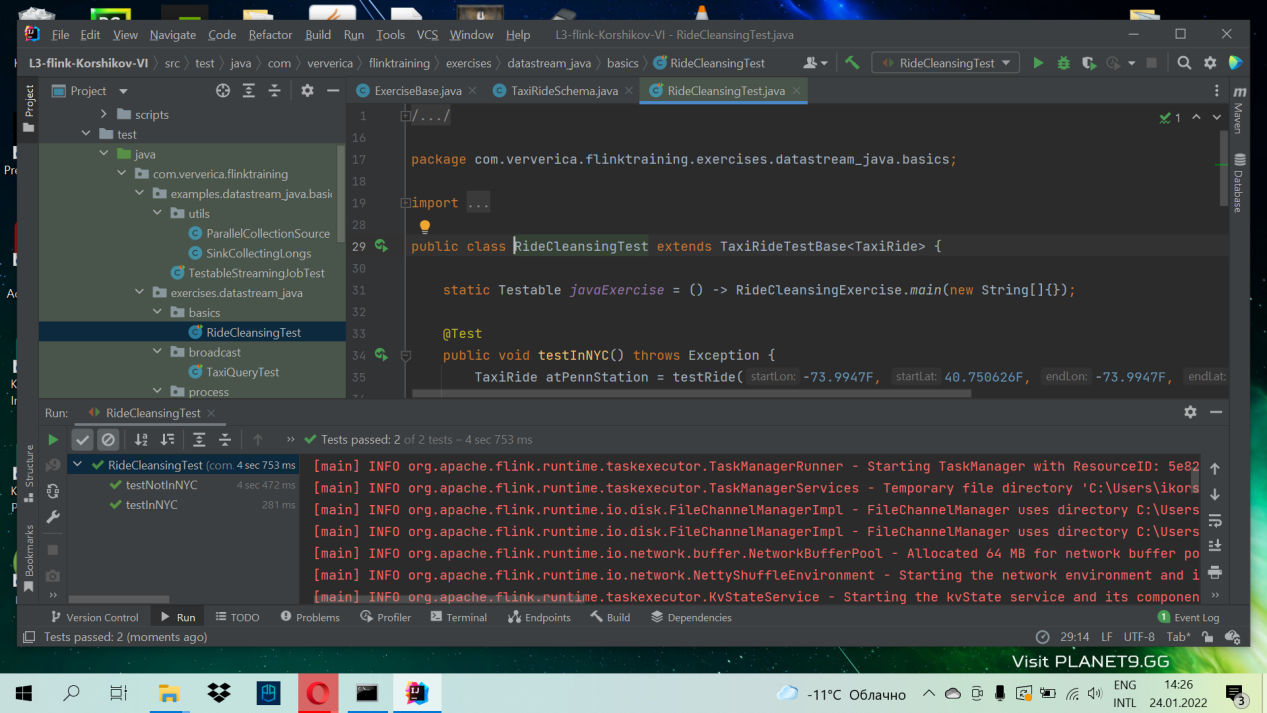 File Edit View Navigate Code Refactor Build Run Tools VCS Window Help L3-flink-Korshikov-VI - RideCleansingTest.java
L3-flink-Korshikov-VI src test java com ververica flinktraining exercises datastream_java basics RideCleansingTest RideCleansingTest
Project
Project
ExerciseBase.java TaxiRideSchema.java RideCleansingTest.java
Maven
Database
scripts
test
java
com.ververica.flinktraining
examples.datastream_java.basi
utils
ParallelCollectionSource
SinkCollectingLongs
TestableStreamingJobTest
exercises.datastream_java
basics
RideCleansingTest
broadcast
TaxiQueryTest
process
1 /.../
1
16
17 package com.ververica.flinktraining.exercises.datastream_java.basics;
18
19 import ...
28
29 public class RideCleansingTest extends TaxiRideTestBase<TaxiRide> {
30
31 static Testable javaExercise = () -> RideCleansingExercise.main(new String[]{});
32
33 @Test
34 public void testInNYC() throws Exception {
35 TaxiRide atPennStation = testRide( startLon: -73.9947F, startLat: 40.750626F, endLon: -73.9947F, endLat:
Run: RideCleansingTest
Tests passed: 2 of 2 tests – 4 sec 753 ms
Structure
Bookmarks
RideCleansingTest (com. 4 sec 753 ms
testNotInNYC 4 sec 472 ms
testInNYC 281 ms
[main] INFO org.apache.flink.runtime.taskexecutor.TaskManagerRunner - Starting TaskManager with ResourceID: 5e82
[main] INFO org.apache.flink.runtime.taskexecutor.TaskManagerServices - Temporary file directory 'C:\Users\ikors
[main] INFO org.apache.flink.runtime.io.disk.FileChannelManagerImpl - FileChannelManager uses directory C:\Users
[main] INFO org.apache.flink.runtime.io.disk.FileChannelManagerImpl - FileChannelManager uses directory C:\Users
[main] INFO org.apache.flink.runtime.io.network.buffer.NetworkBufferPool - Allocated 64 MB for network buffer po
[main] INFO org.apache.flink.runtime.io.network.NettyShuffleEnvironment - Starting the network environment and i
[main] INFO org.apache.flink.runtime.taskexecutor.KvStateService - Starting the kvState service and its componen
Version Control Run TODO Problems Profiler Terminal Endpoints Build Dependencies 1 Event Log
Tests passed: 2 (moments ago) 29:14 LF UTF-8 Tab*
Visit PLANET9.GG
-11°C Облачно ENG INTL 14:26 24.01.2022 3